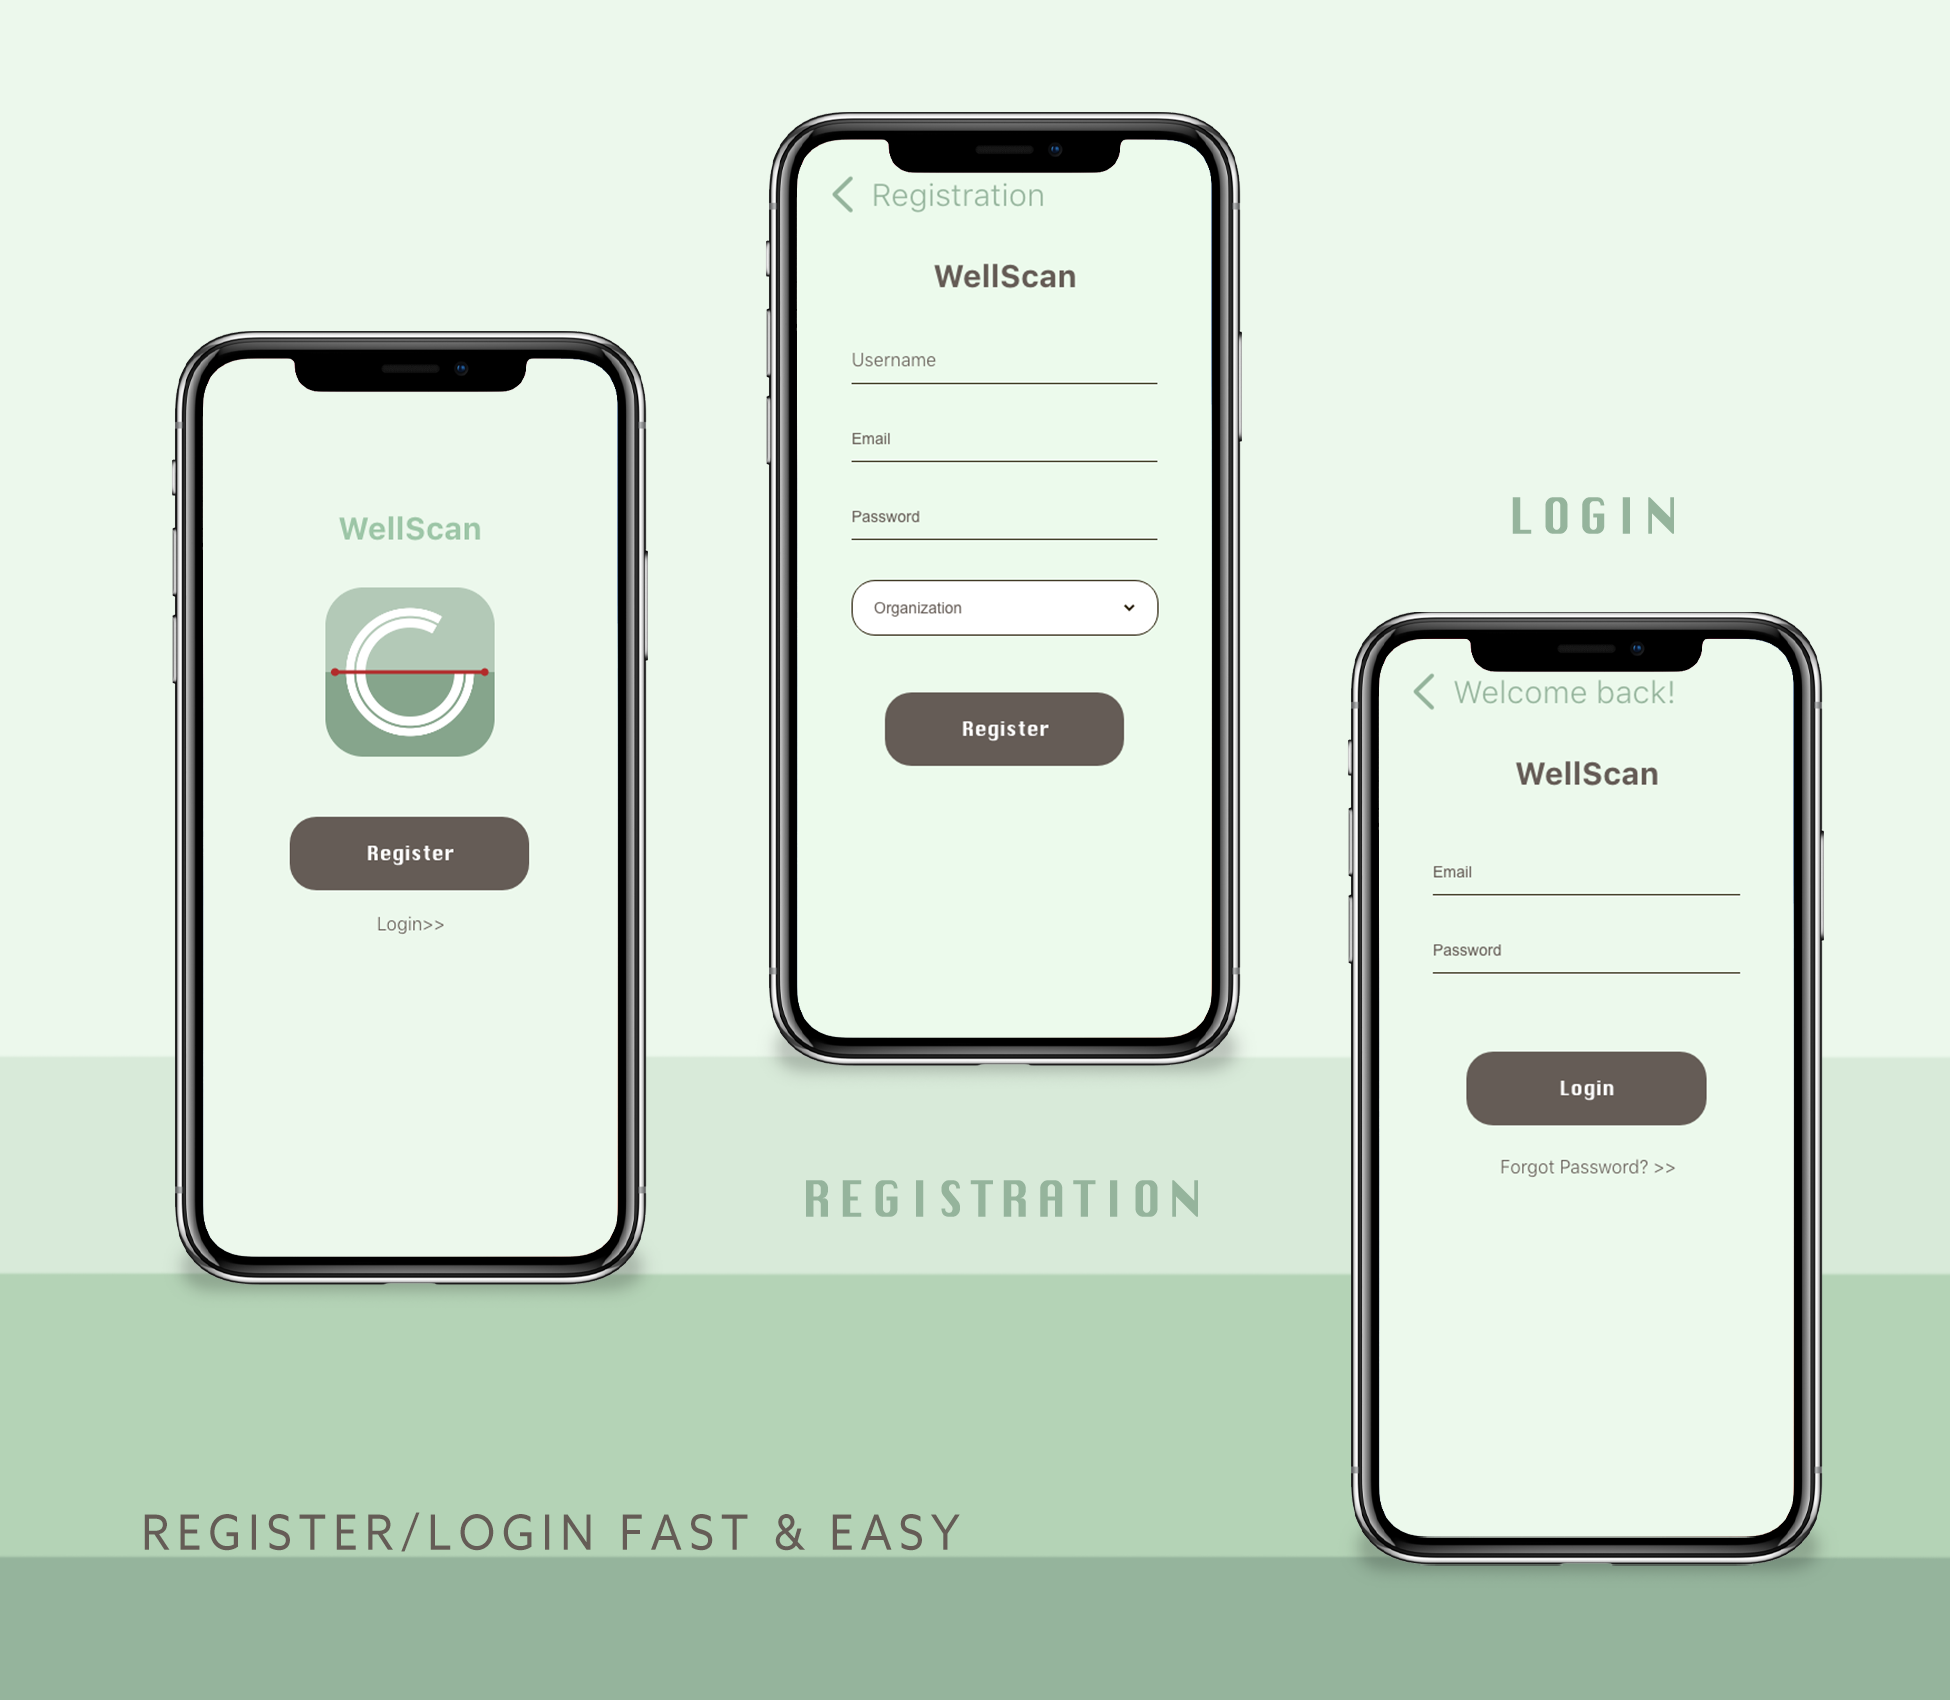 WellScan
Register
Login>>
Registration
WellScan
Username
Email
Password
Organization
Register
REGISTRATION
LOGIN
Welcome back!
WellScan
Email
Password
Login
Forgot Password? >>
REGISTER/LOGIN FAST & EASY